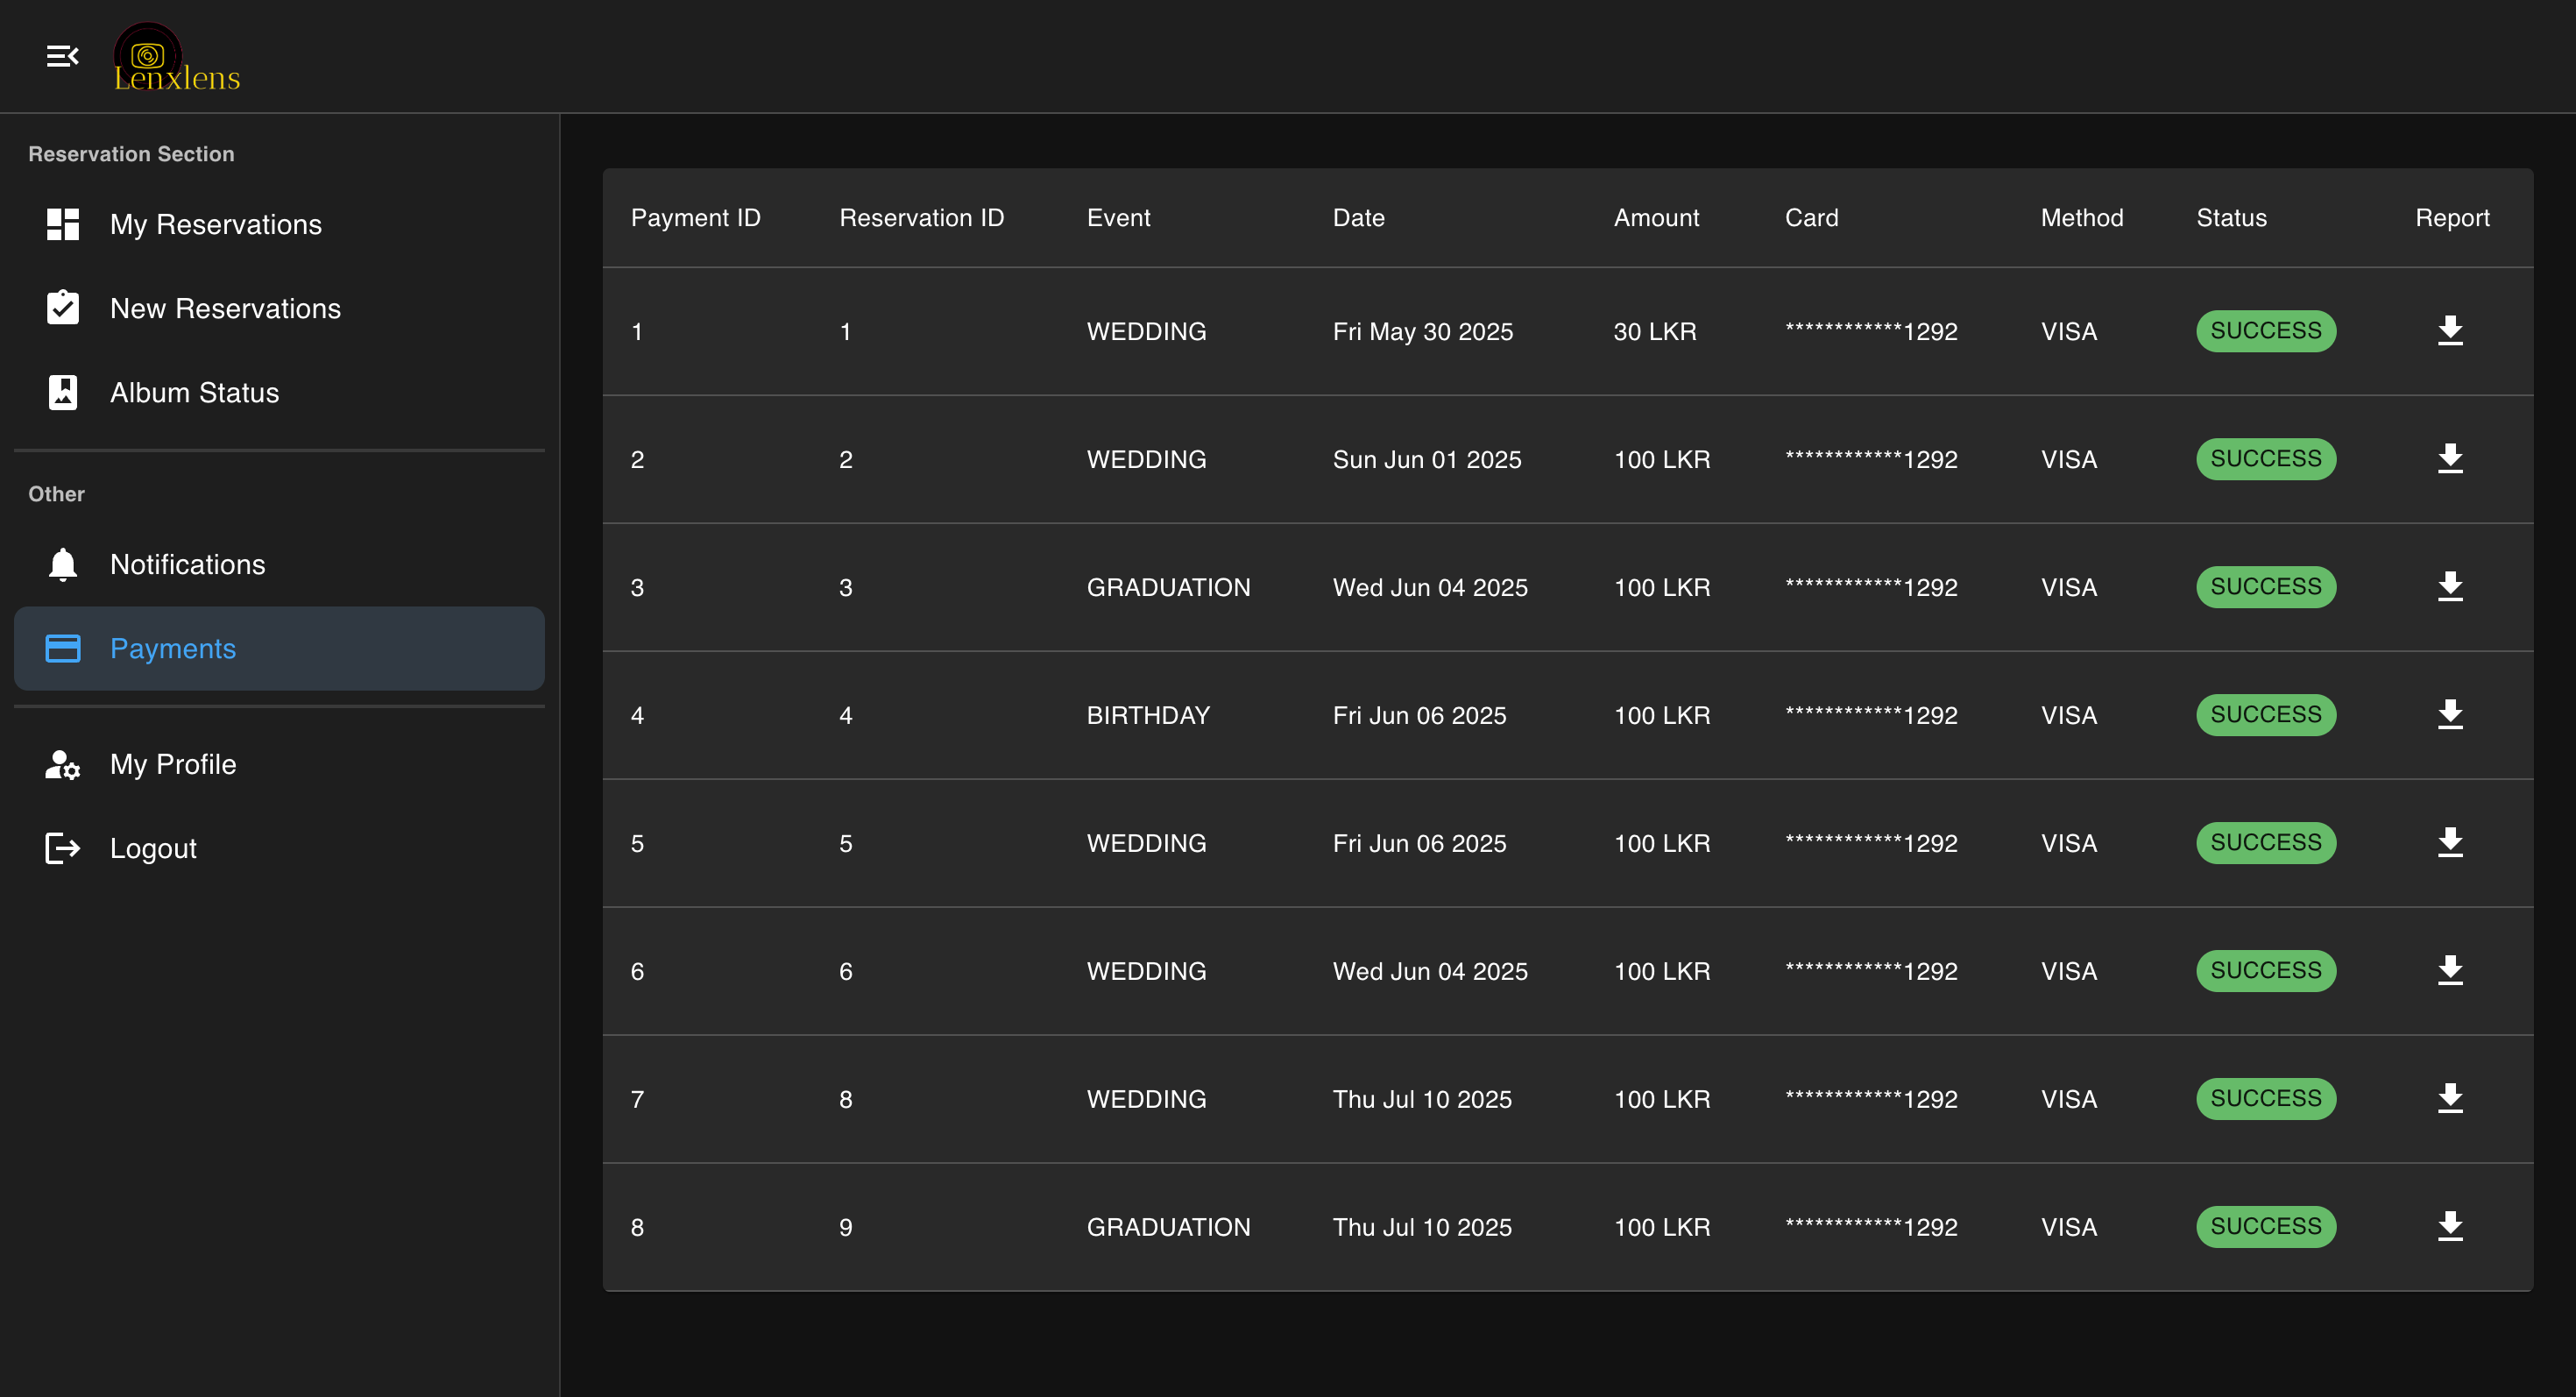 Lenxlens
Reservation Section
My Reservations
New Reservations
Album Status
Other
Notifications
Payments
My Profile
Logout
Payment ID Reservation ID Event Date Amount Card Method Status Report
1 1 WEDDING Fri May 30 2025 30 LKR ************1292 VISA SUCCESS
2 2 WEDDING Sun Jun 01 2025 100 LKR ************1292 VISA SUCCESS
3 3 GRADUATION Wed Jun 04 2025 100 LKR ************1292 VISA SUCCESS
4 4 BIRTHDAY Fri Jun 06 2025 100 LKR ************1292 VISA SUCCESS
5 5 WEDDING Fri Jun 06 2025 100 LKR ************1292 VISA SUCCESS
6 6 WEDDING Wed Jun 04 2025 100 LKR ************1292 VISA SUCCESS
7 8 WEDDING Thu Jul 10 2025 100 LKR ************1292 VISA SUCCESS
8 9 GRADUATION Thu Jul 10 2025 100 LKR ************1292 VISA SUCCESS